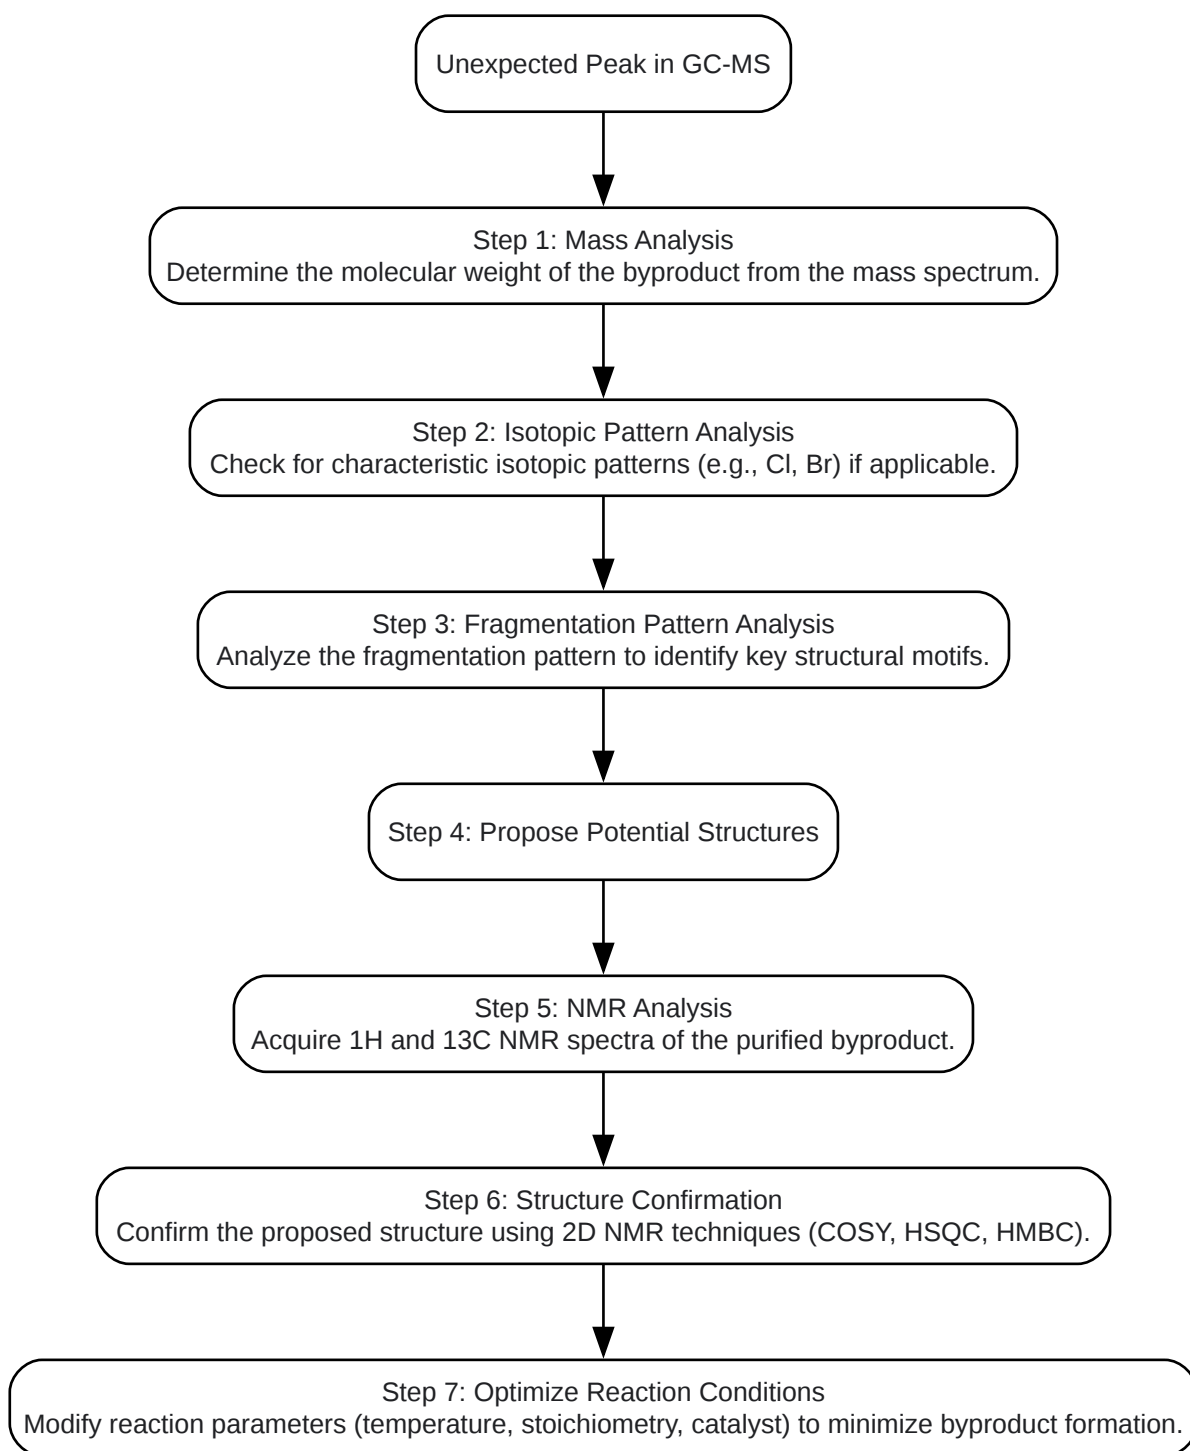 Unexpected Peak in GC-MS
Step 1: Mass Analysis
Determine the molecular weight of the byproduct from the mass spectrum.
Step 2: Isotopic Pattern Analysis
Check for characteristic isotopic patterns (e.g., Cl, Br) if applicable.
Step 3: Fragmentation Pattern Analysis
Analyze the fragmentation pattern to identify key structural motifs.
Step 4: Propose Potential Structures
Step 5: NMR Analysis
Acquire 1H and 13C NMR spectra of the purified byproduct.
Step 6: Structure Confirmation
Confirm the proposed structure using 2D NMR techniques (COSY, HSQC, HMBC).
Step 7: Optimize Reaction Conditions
Modify reaction parameters (temperature, stoichiometry, catalyst) to minimize byproduct formation.